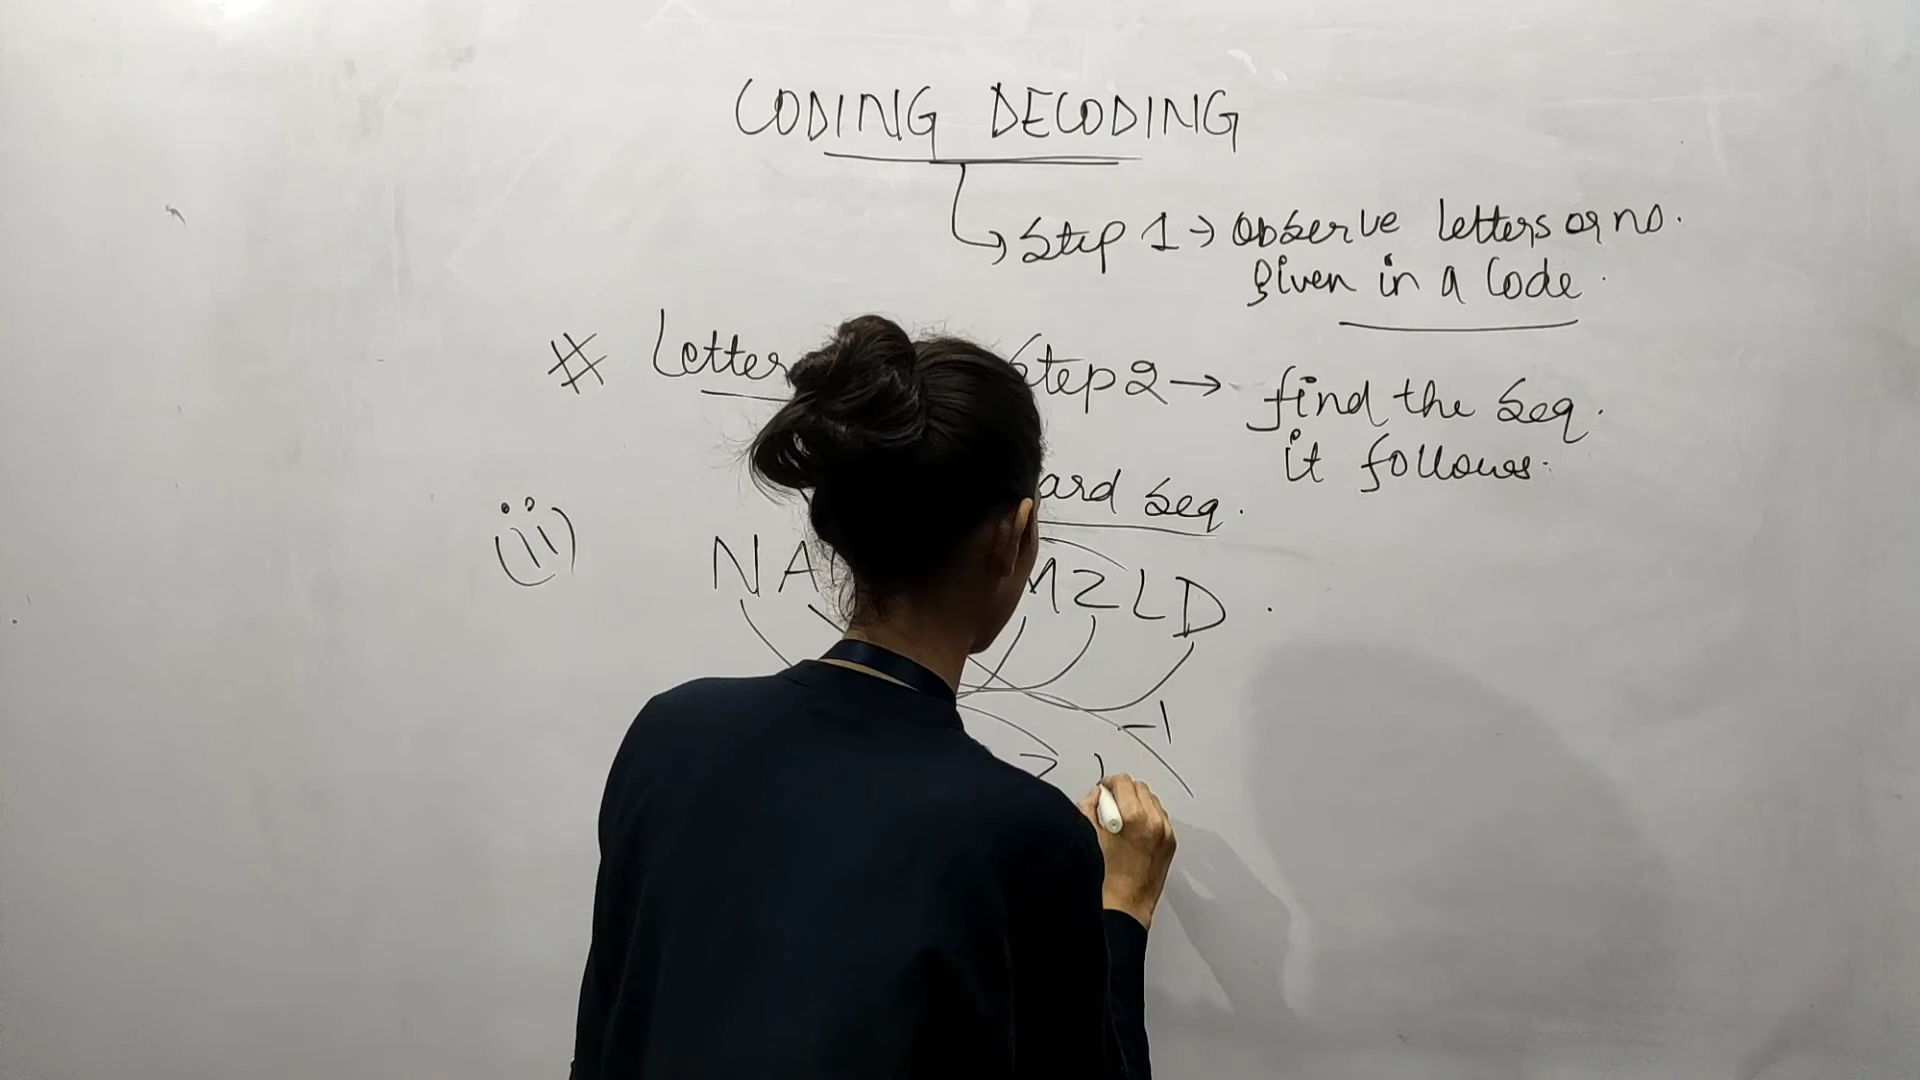 CODING DECODING
Step 1 → observe letters or no.
given in a code.
# Letter
Step 2 → find the seq.
it follows.
seq.
(ii) NA MZLD.
-1